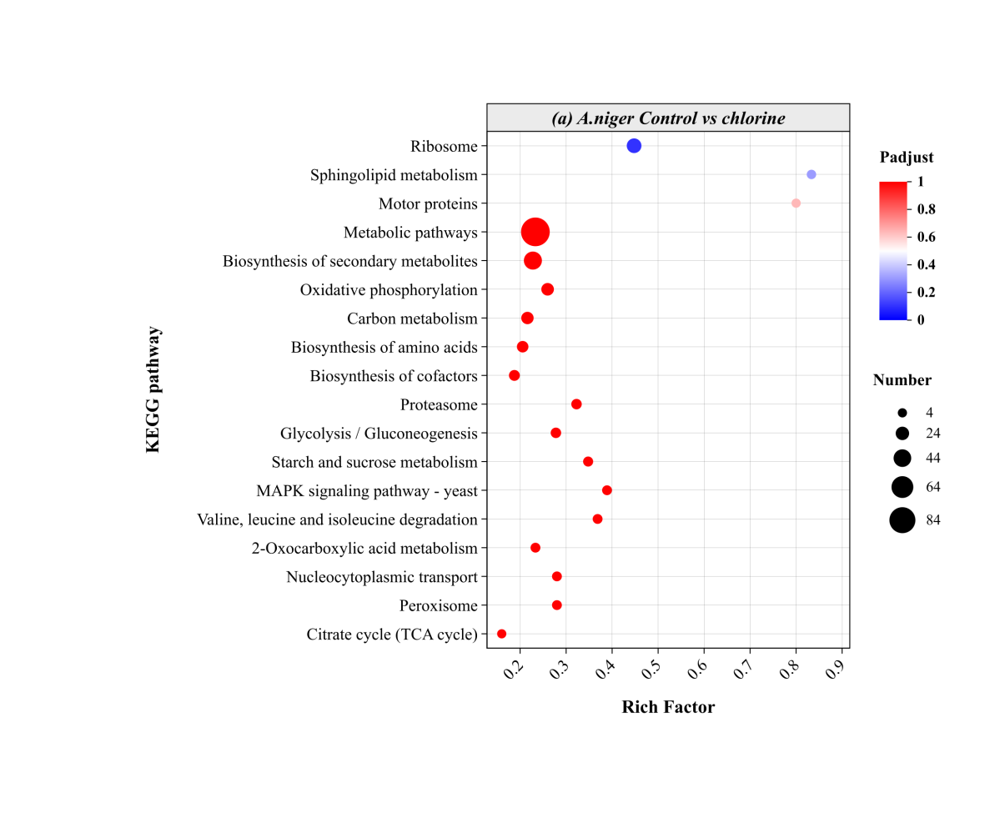 (a) A.niger Control vs chlorine
Ribosome
Sphingolipid metabolism
Motor proteins
Metabolic pathways
Biosynthesis of secondary metabolites
Oxidative phosphorylation
Carbon metabolism
Biosynthesis of amino acids
Biosynthesis of cofactors
Proteasome
Glycolysis / Gluconeogenesis
Starch and sucrose metabolism
MAPK signaling pathway - yeast
Valine, leucine and isoleucine degradation
2-Oxocarboxylic acid metabolism
Nucleocytoplasmic transport
Peroxisome
Citrate cycle (TCA cycle)
KEGG pathway
0.2
0.3
0.4
0.5
0.6
0.7
0.8
0.9
Rich Factor
Padjust
1
0.8
0.6
0.4
0.2
0
Number
4
24
44
64
84